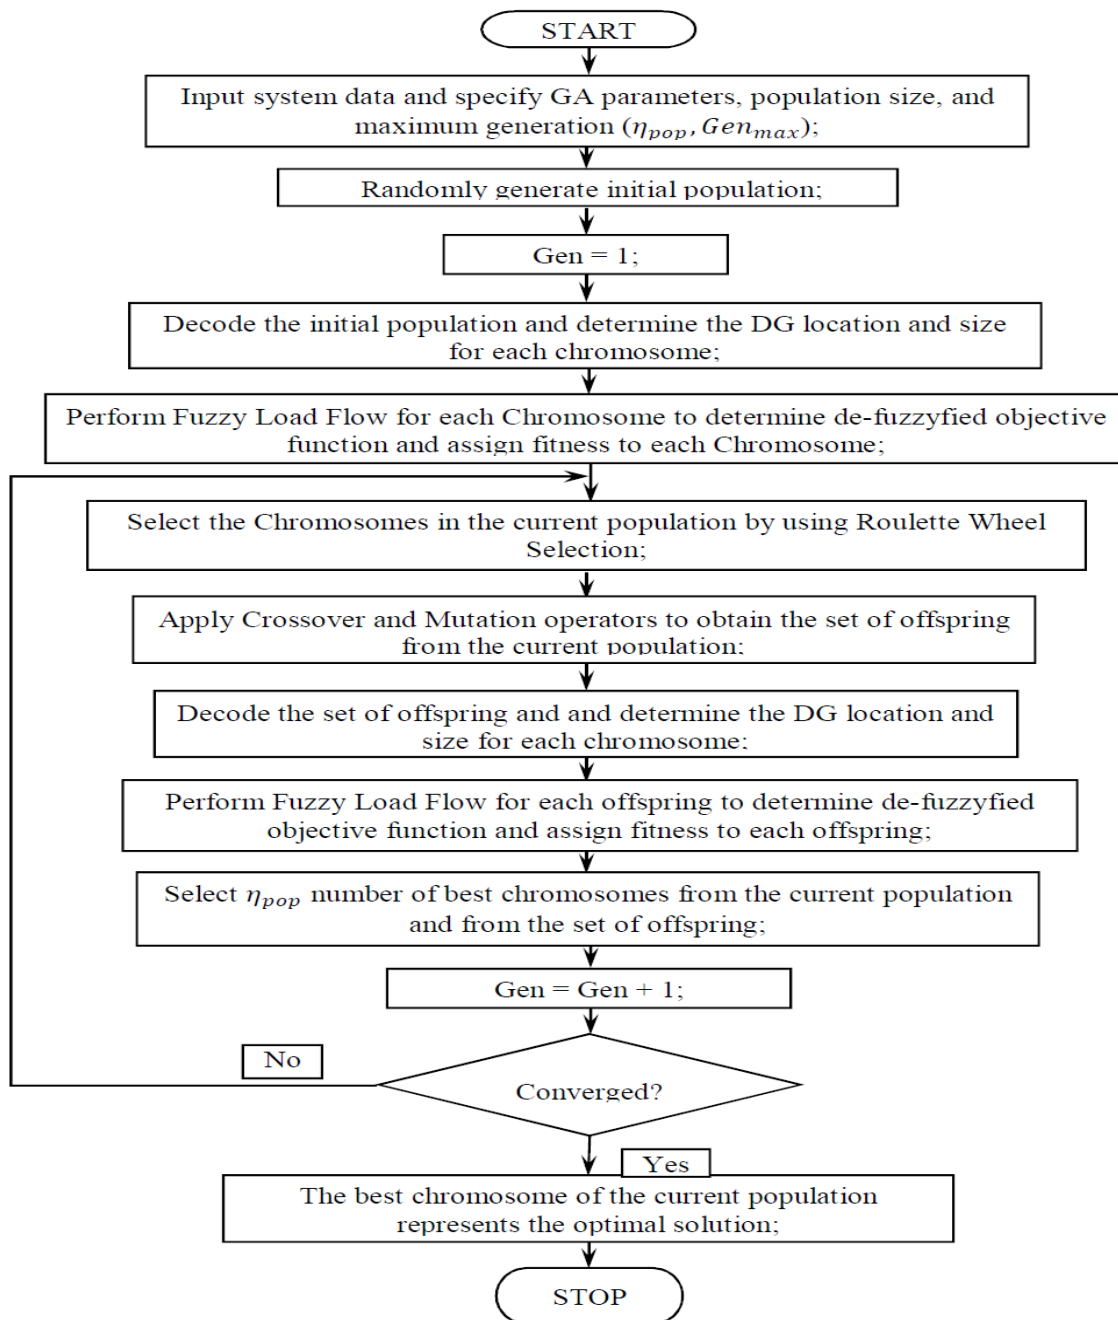 START
Input system data and specify GA parameters, population size, and
maximum generation (η_pop, Gen_max);
Randomly generate initial population;
Gen = 1;
Decode the initial population and determine the DG location and size
for each chromosome;
Perform Fuzzy Load Flow for each Chromosome to determine de-fuzzyfied objective
function and assign fitness to each Chromosome;
Select the Chromosomes in the current population by using Roulette Wheel
Selection;
Apply Crossover and Mutation operators to obtain the set of offspring
from the current population;
Decode the set of offspring and and determine the DG location and
size for each chromosome;
Perform Fuzzy Load Flow for each offspring to determine de-fuzzyfied
objective function and assign fitness to each offspring;
Select η_pop number of best chromosomes from the current population
and from the set of offspring;
Gen = Gen + 1;
No
Converged?
Yes
The best chromosome of the current population
represents the optimal solution;
STOP